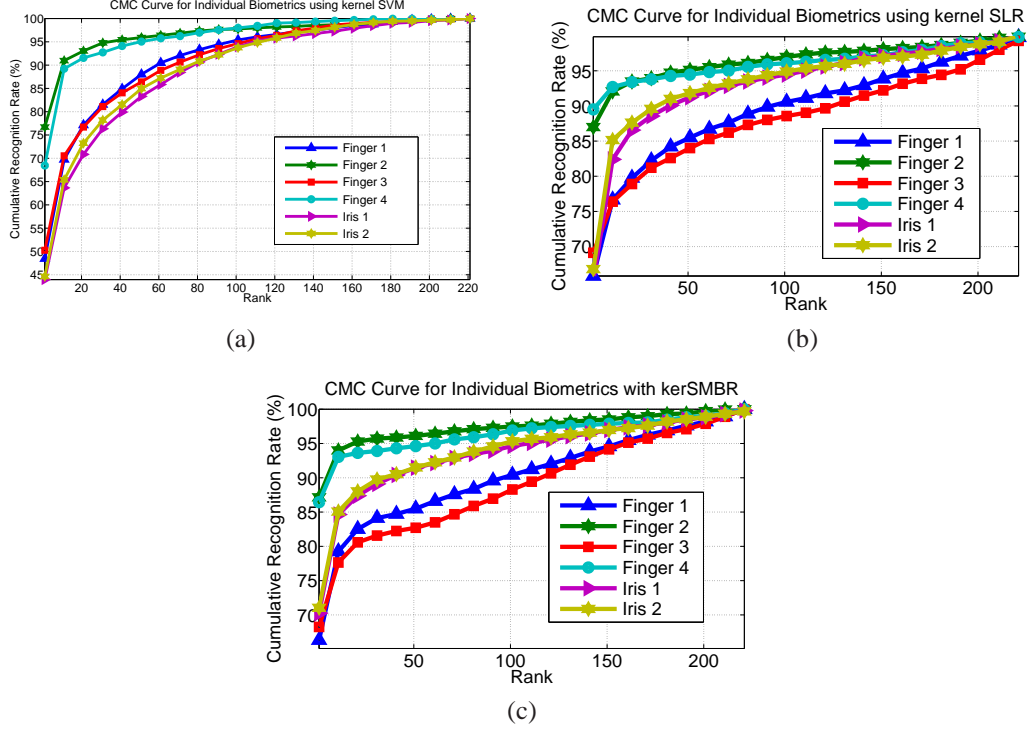 CMC Curve for Individual Biometrics using kernel SVM
Cumulative Recognition Rate (%)
100
95
90
85
80
75
70
65
60
55
50
45
20
40
60
80
100
120
140
160
180
200
220
Rank
Finger 1
Finger 2
Finger 3
Finger 4
Iris 1
Iris 2
(a)
CMC Curve for Individual Biometrics using kernel SLR
Cumulative Recognition Rate (%)
95
90
85
80
75
70
50
100
150
200
Rank
Finger 1
Finger 2
Finger 3
Finger 4
Iris 1
Iris 2
(b)
CMC Curve for Individual Biometrics with kerSMBR
Cumulative Recognition Rate (%)
100
95
90
85
80
75
70
50
100
150
200
Rank
Finger 1
Finger 2
Finger 3
Finger 4
Iris 1
Iris 2
(c)